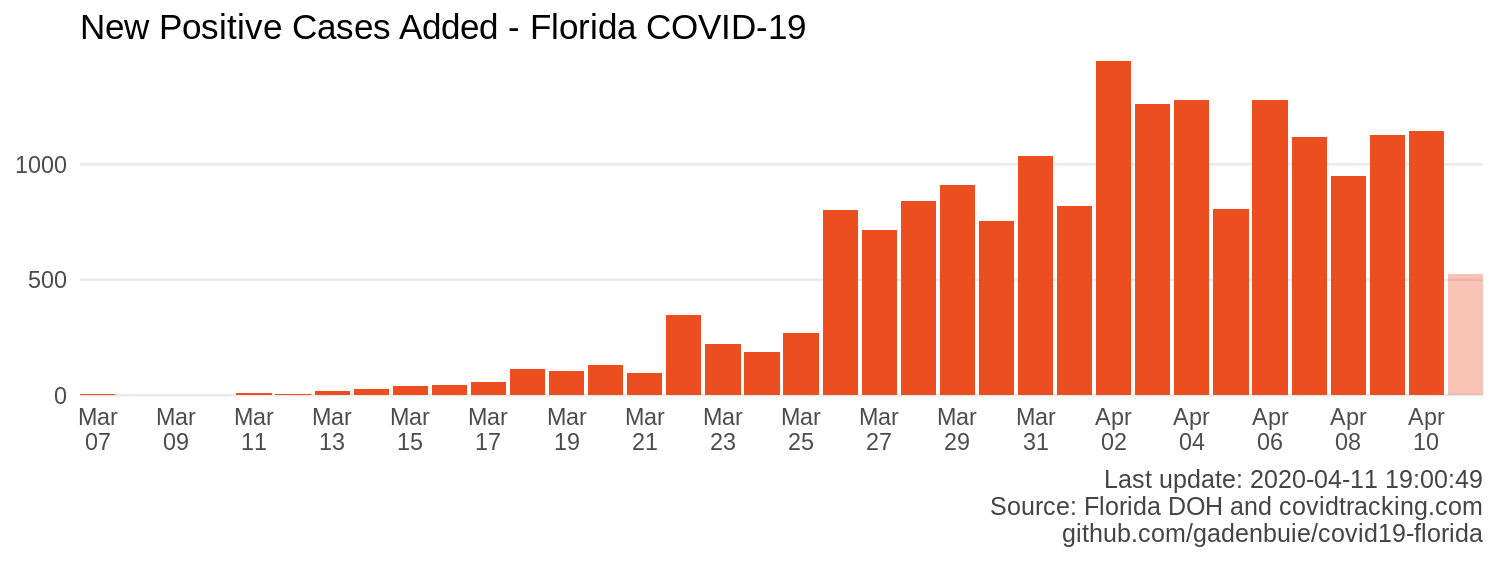 New Positive Cases Added - Florida COVID-19
1000
500
0
Mar Mar Mar Mar Mar Mar Mar Mar Mar Mar Mar Mar Mar Apr Apr Apr Apr Apr
07 09 11 13 15 17 19 21 23 25 27 29 31 02 04 06 08 10
Last update: 2020-04-11 19:00:49
Source: Florida DOH and covidtracking.com
github.com/gadenbuie/covid19-florida